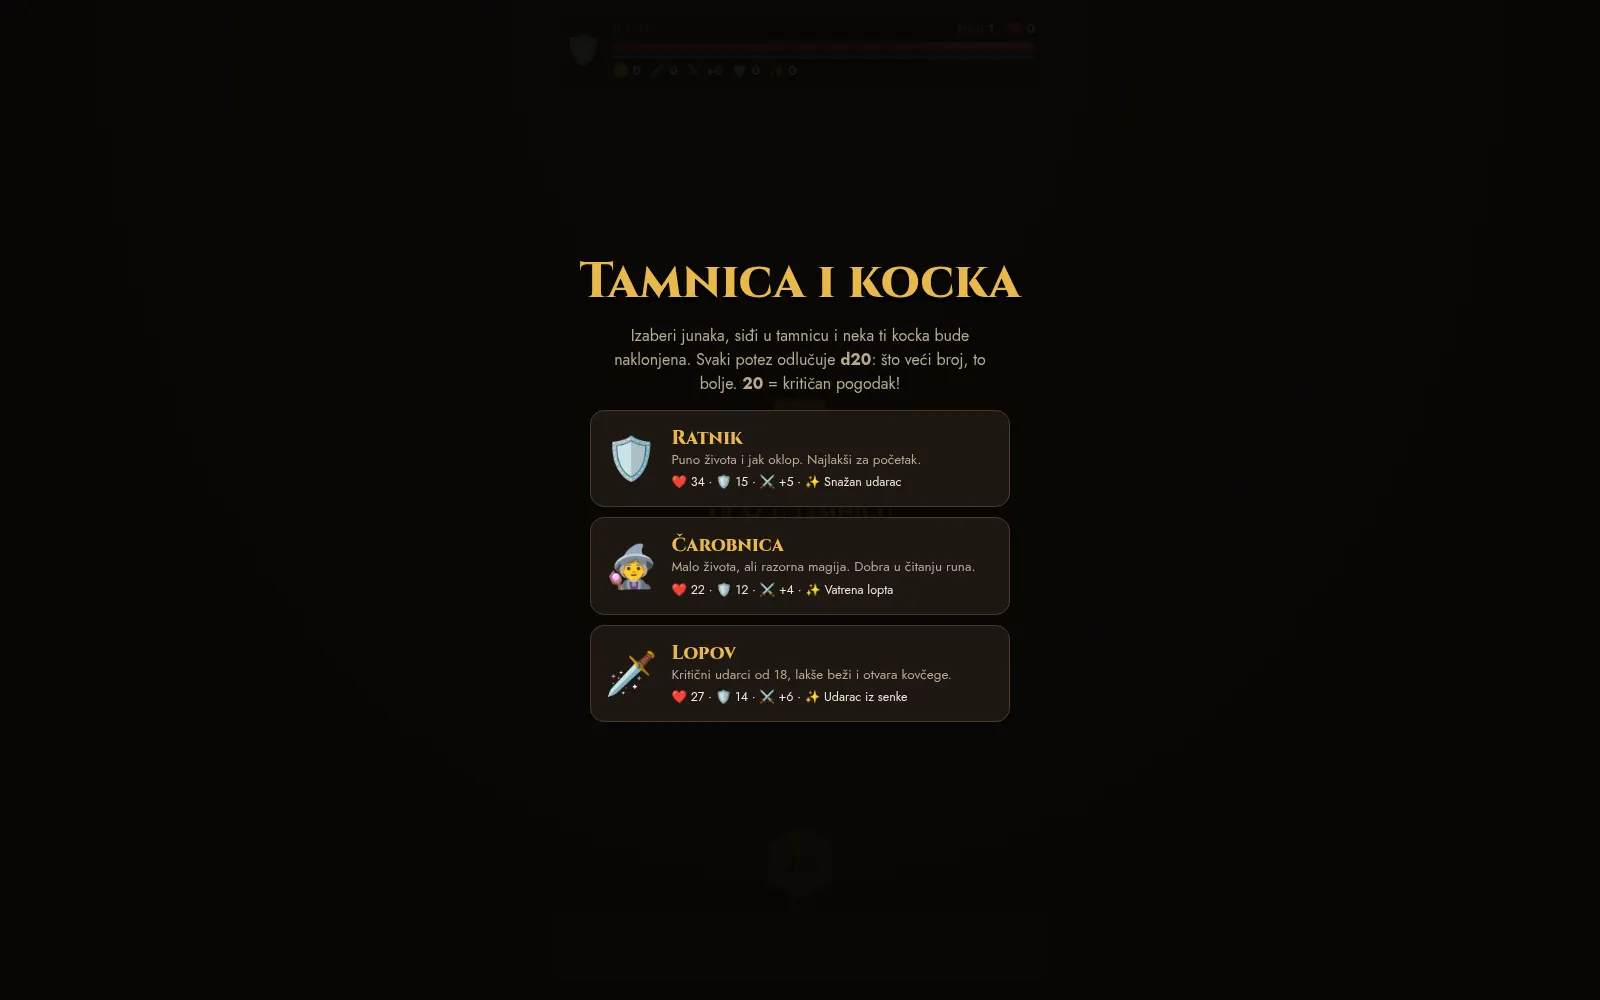 Tamnica i kocka
Izaberi junaka, siđi u tamnicu i neka ti kocka bude
naklonjena. Svaki potez odlučuje d20: što veći broj, to
bolje. 20 = kritičan pogodak!
Ratnik
Puno života i jak oklop. Najlakši za početak.
❤️ 34 · 🛡️ 15 · ⚔️ +5 · ✨ Snažan udarac
Čarobnica
Malo života, ali razorna magija. Dobra u čitanju runa.
❤️ 22 · 🛡️ 12 · ⚔️ +4 · ✨ Vatrena lopta
Lopov
Kritični udarci od 18, lakše beži i otvara kovčege.
❤️ 27 · 🛡️ 14 · ⚔️ +6 · ✨ Udarac iz senke